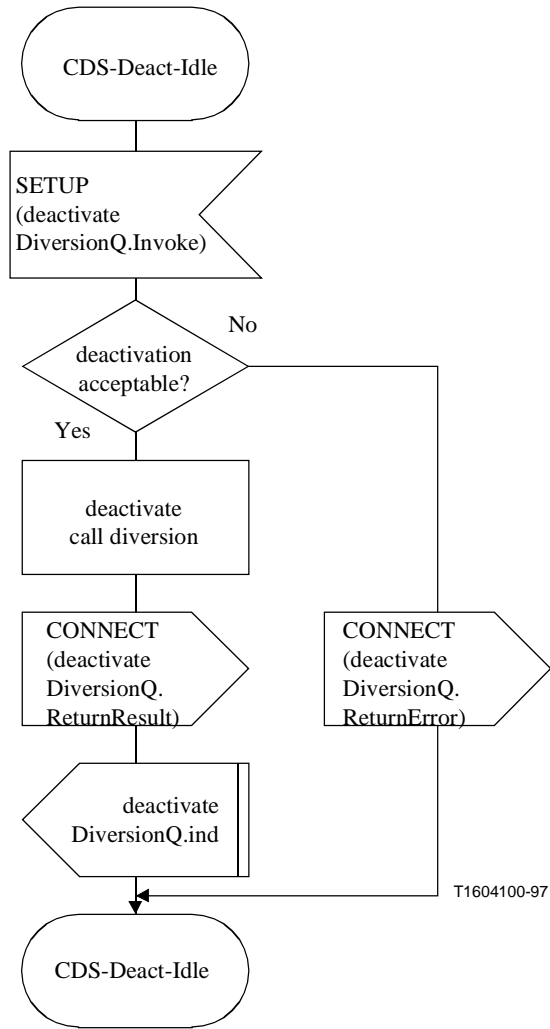 CDS-Deact-Idle
SETUP
(deactivate
DiversionQ.Invoke)
No
deactivation
acceptable?
Yes
deactivate
call diversion
CONNECT
(deactivate
DiversionQ.
ReturnResult)
CONNECT
(deactivate
DiversionQ.
ReturnError)
deactivate
DiversionQ.ind
T1604100-97
CDS-Deact-Idle